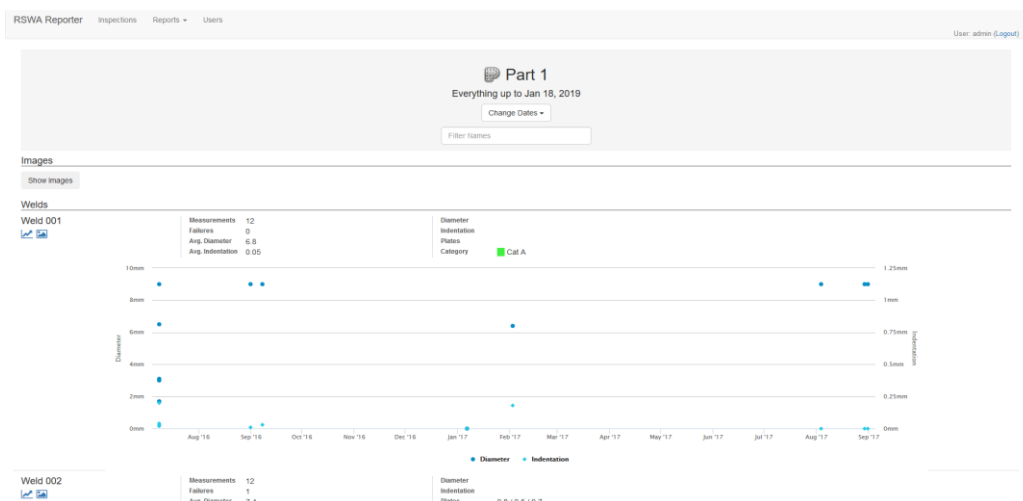 RSWA Reporter Inspections Reports Users
User: admin (Logout)
Part 1
Everything up to Jan 18, 2019
Change Dates
Filter Names
Images
Show Images
Welds
Weld 001
Measurements 12
Failures 0
Avg. Diameter 6.8
Avg. Indentation 0.05
Diameter
Indentation
Plates
Category Cat A
10mm 1.25mm
8mm 1mm
6mm 0.75mm
4mm 0.5mm
2mm 0.25mm
0mm 0mm
Diameter
Indentation
Aug '16 Sep '16 Oct '16 Nov '16 Dec '16 Jan '17 Feb '17 Mar '17 Apr '17 May '17 Jun '17 Jul '17 Aug '17 Sep '17
Diameter Indentation
Weld 002
Measurements 12
Failures 1
Avg. Diameter
Diameter
Indentation
Plates